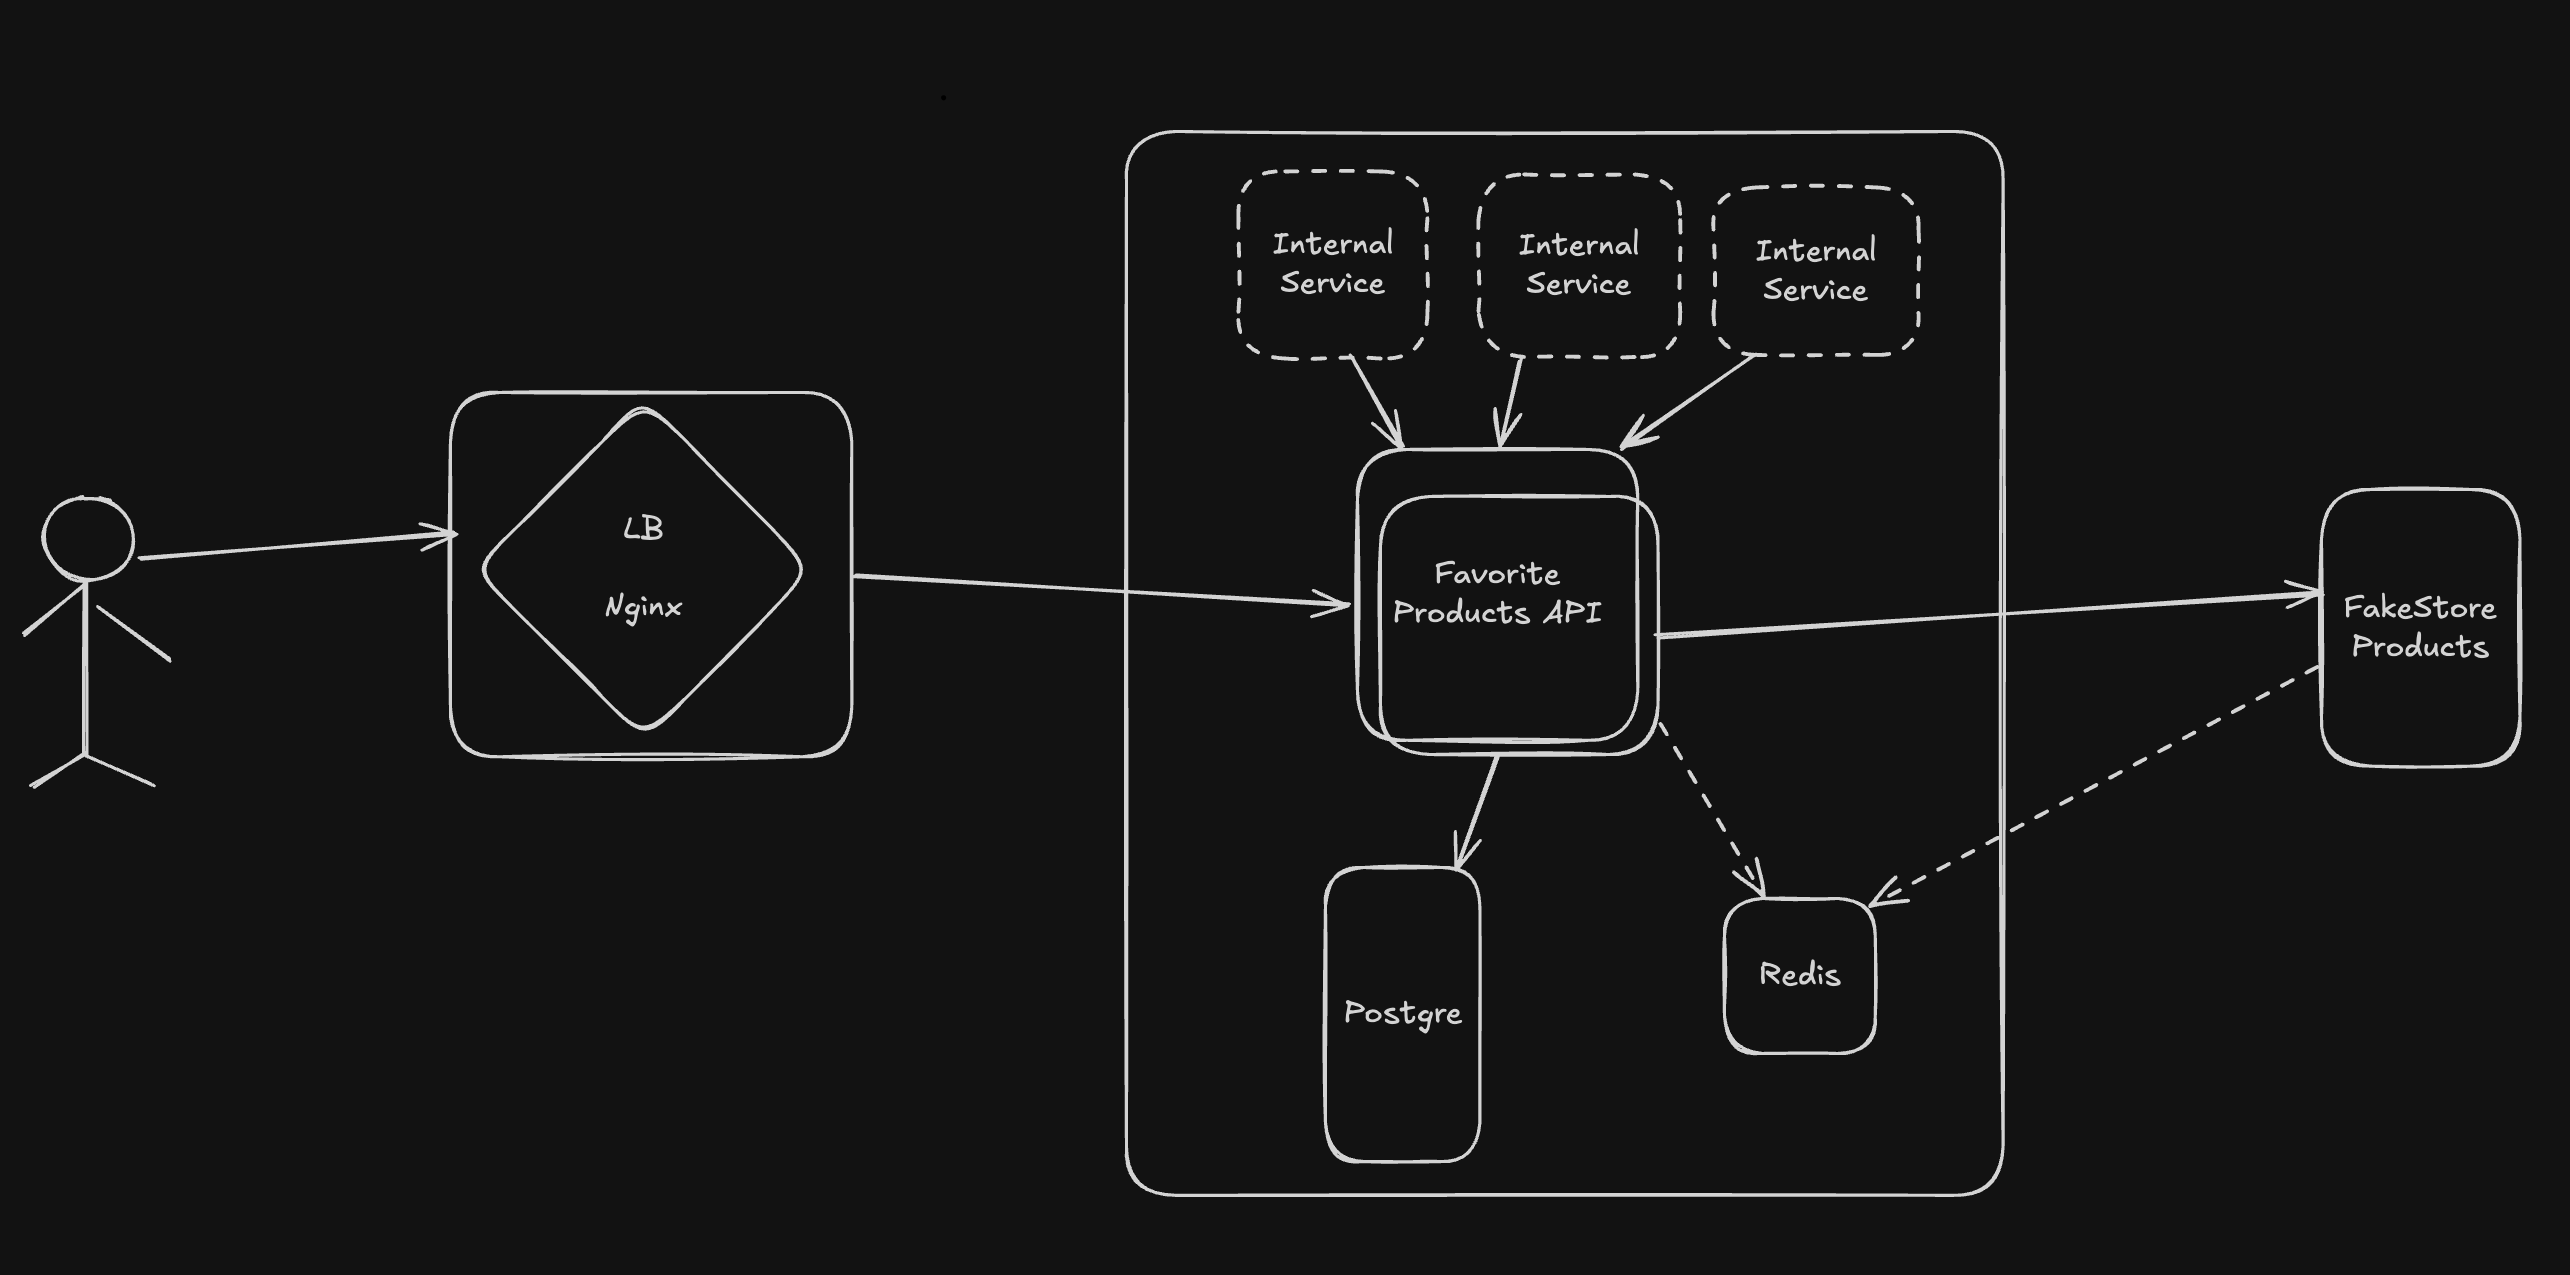 LB
Nginx
Internal
Service
Internal
Service
Internal
Service
Favorite
Products API
Postgre
Redis
FakeStore
Products